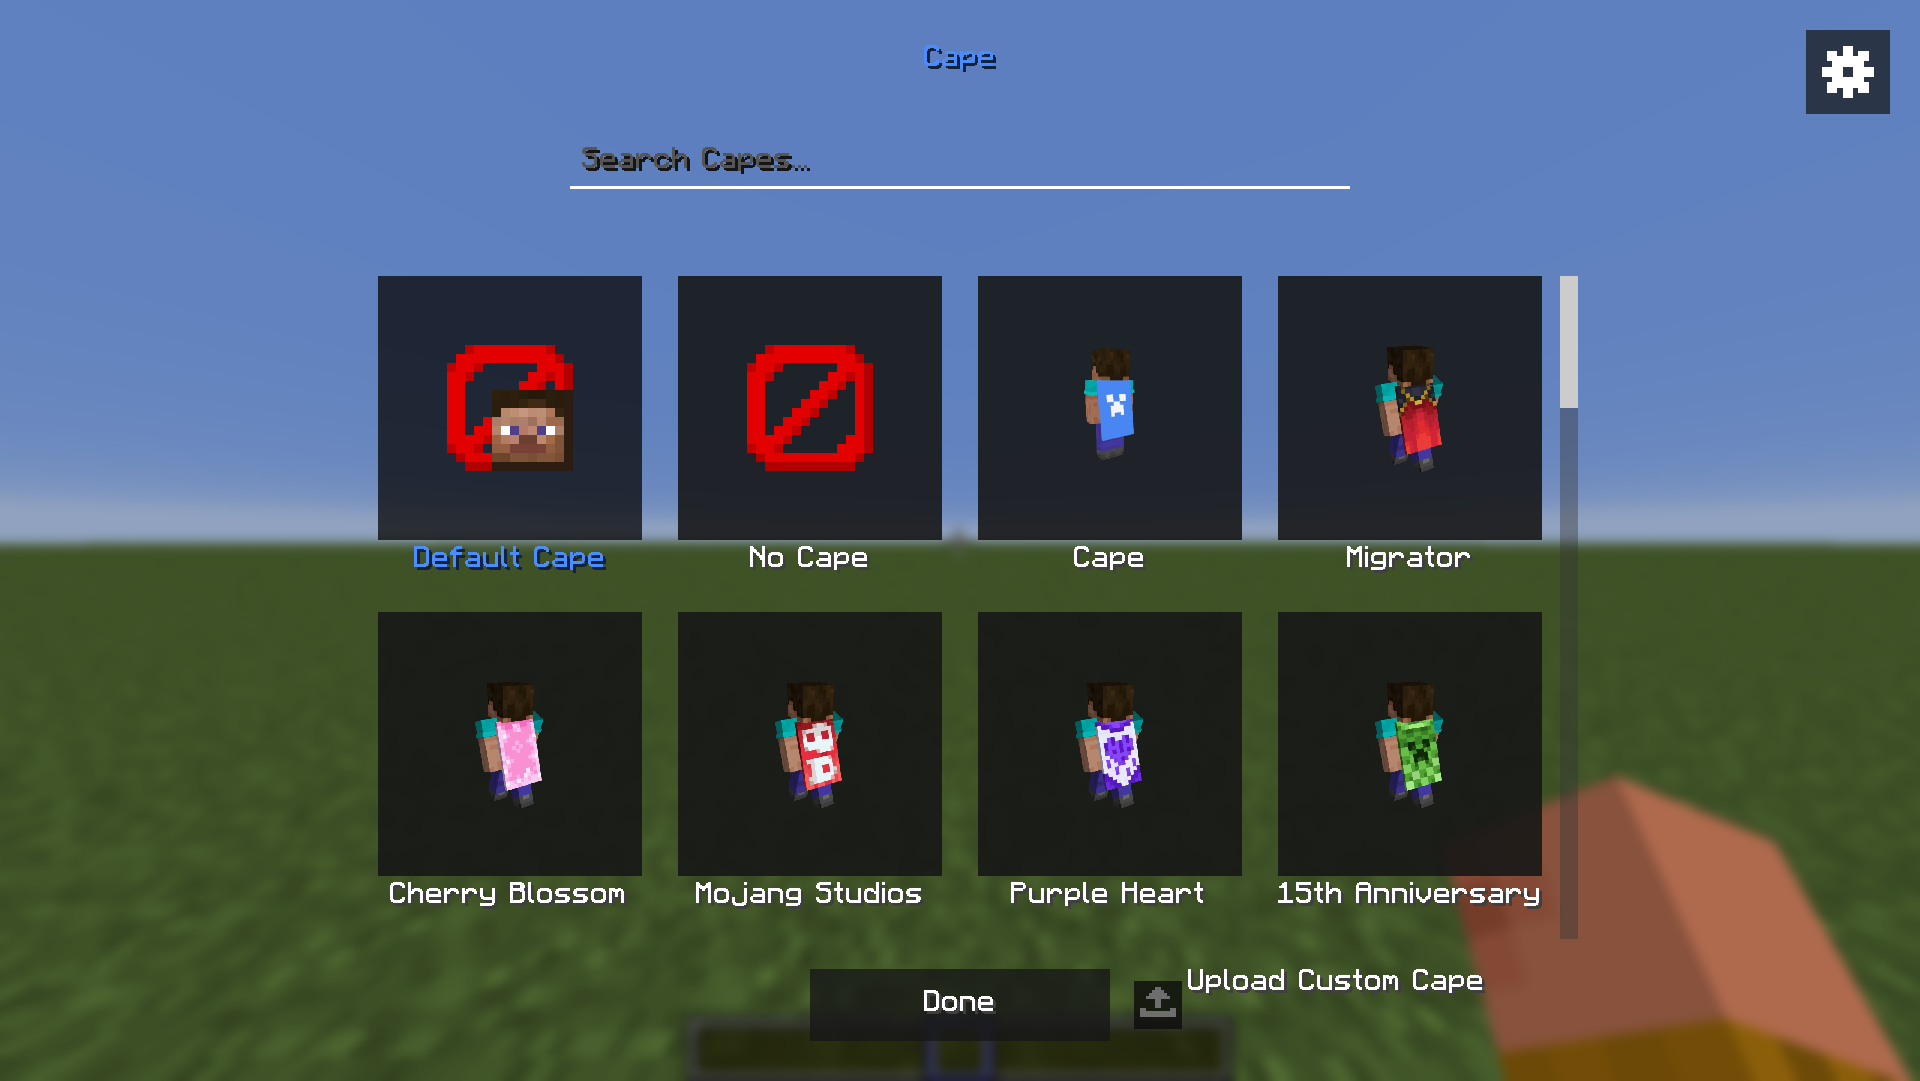 Cape
Search Capes...
Default Cape
No Cape
Cape
Migrator
Cherry Blossom
Mojang Studios
Purple Heart
15th Anniversary
Done
Upload Custom Cape